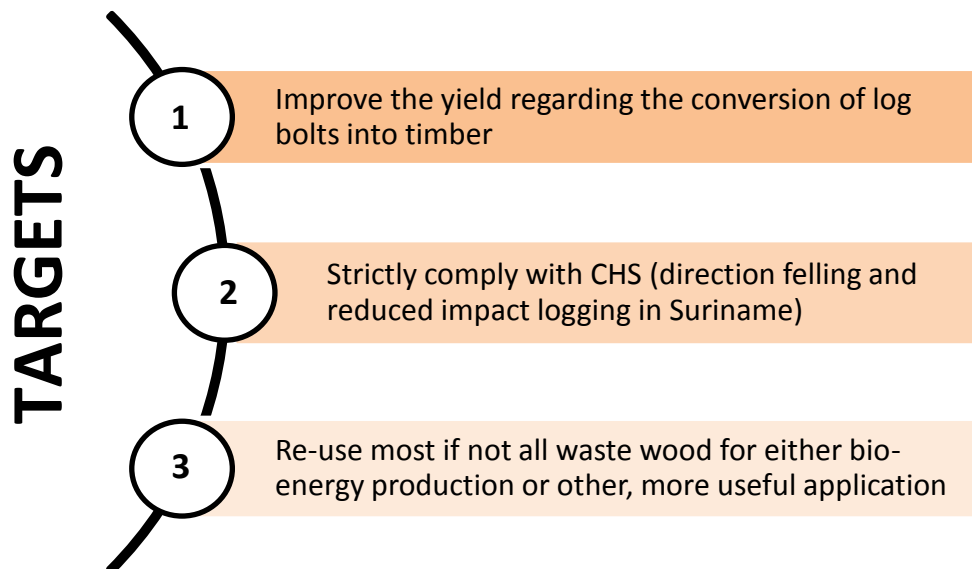 TARGETS
1
Improve the yield regarding the conversion of log
bolts into timber
2
Strictly comply with CHS (direction felling and
reduced impact logging in Suriname)
3
Re-use most if not all waste wood for either bio-
energy production or other, more useful application